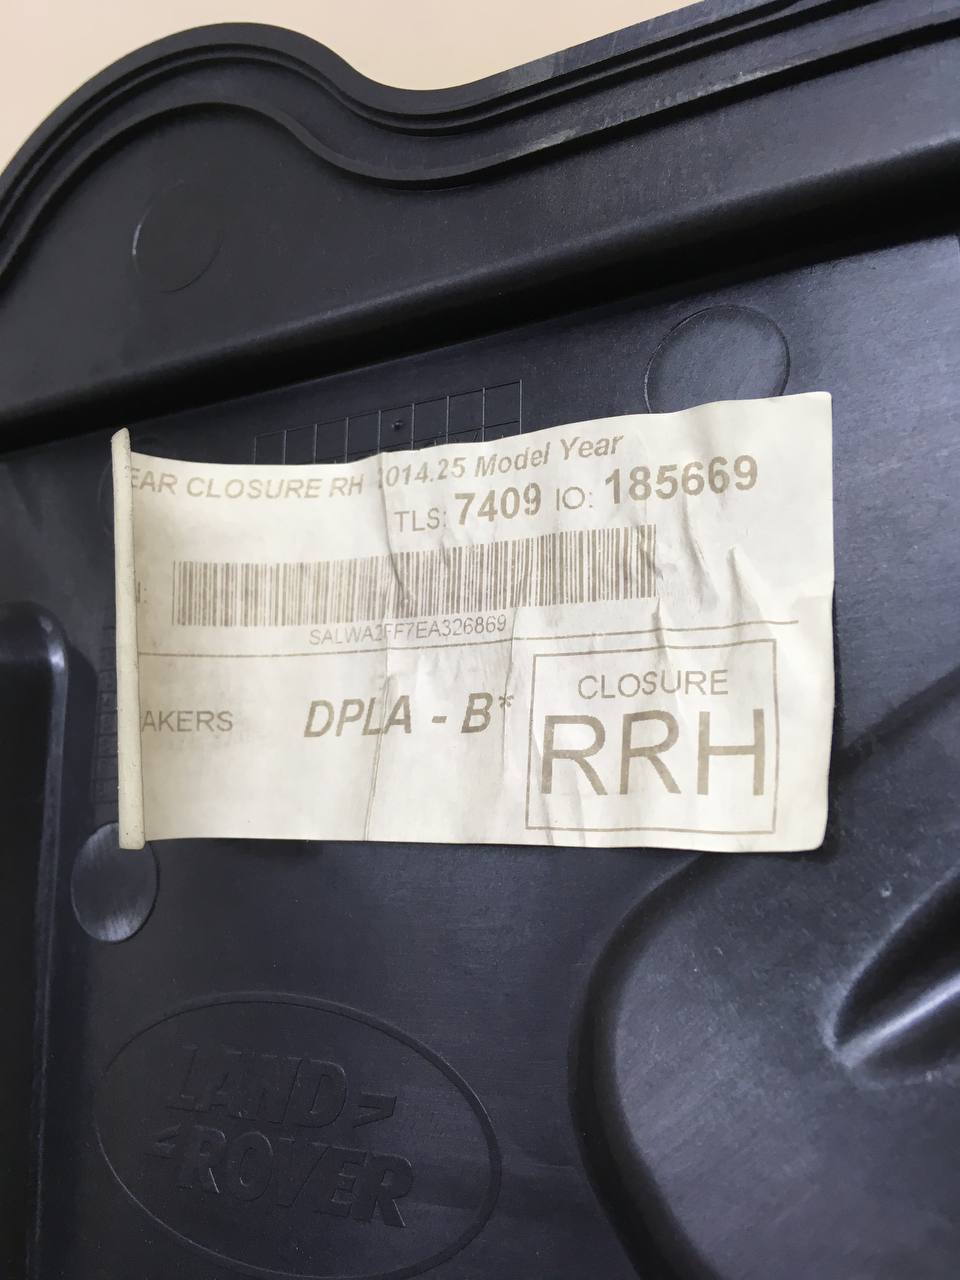 EAR CLOSURE RH 2014.25 Model Year
TLS: 7409 IO: 185669
SALWA2FF7EA326869
AKERS DPLA - B*
CLOSURE
RRH
LAND
ROVER